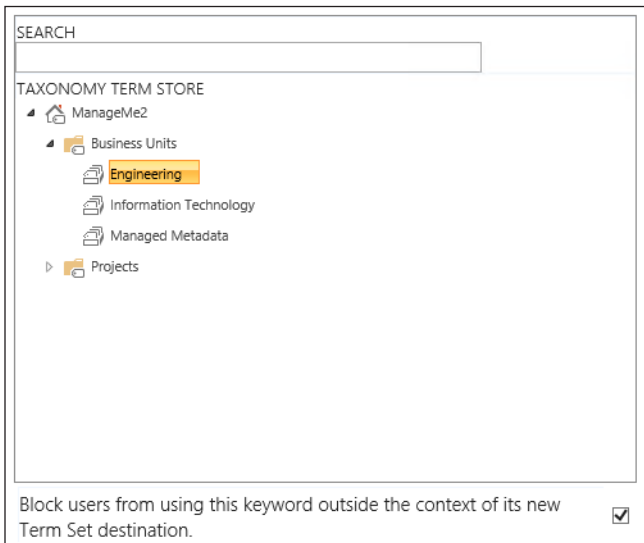 SEARCH
TAXONOMY TERM STORE
ManageMe2
Business Units
Engineering
Information Technology
Managed Metadata
Projects
Block users from using this keyword outside the context of its new
Term Set destination.